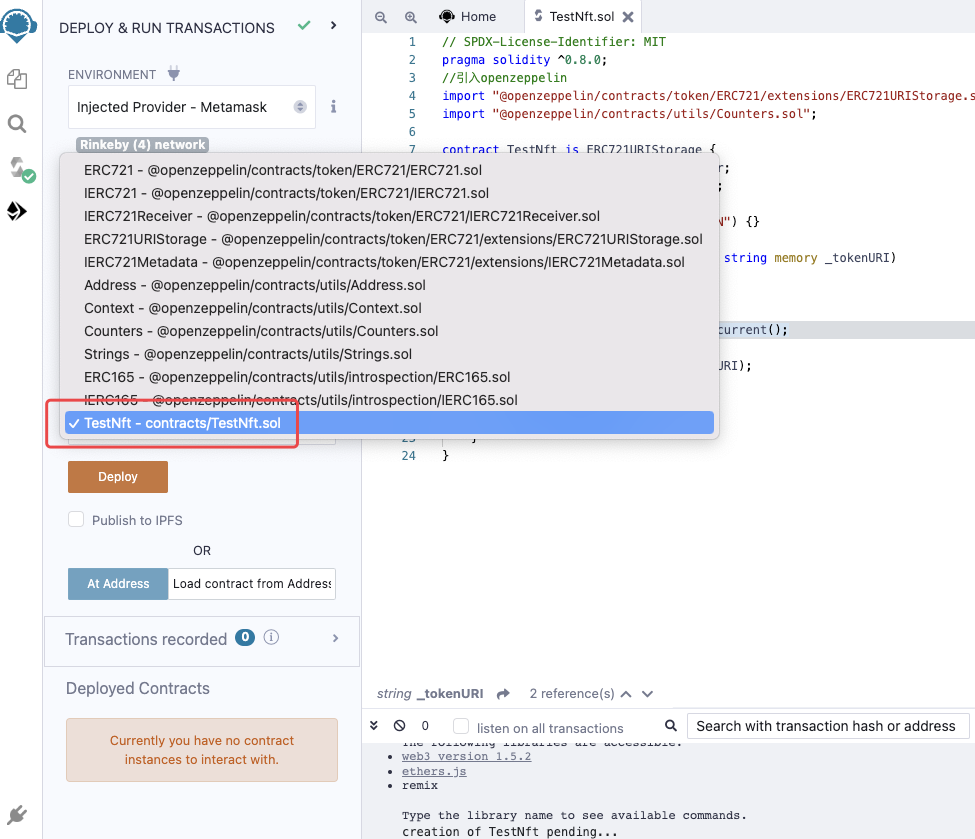 DEPLOY & RUN TRANSACTIONS
ENVIRONMENT
Injected Provider - Metamask
Rinkeby (4) network
ERC721 - @openzeppelin/contracts/token/ERC721/ERC721.sol
IERC721 - @openzeppelin/contracts/token/ERC721/IERC721.sol
IERC721Receiver - @openzeppelin/contracts/token/ERC721/IERC721Receiver.sol
ERC721URIStorage - @openzeppelin/contracts/token/ERC721/extensions/ERC721URIStorage.sol
IERC721Metadata - @openzeppelin/contracts/token/ERC721/extensions/IERC721Metadata.sol
Address - @openzeppelin/contracts/utils/Address.sol
Context - @openzeppelin/contracts/utils/Context.sol
Counters - @openzeppelin/contracts/utils/Counters.sol
Strings - @openzeppelin/contracts/utils/Strings.sol
ERC165 - @openzeppelin/contracts/utils/introspection/ERC165.sol
IERC165 - @openzeppelin/contracts/utils/introspection/IERC165.sol
TestNft - contracts/TestNft.sol
Deploy
Publish to IPFS
OR
At Address Load contract from Address
Transactions recorded 0
Deployed Contracts
Currently you have no contract
instances to interact with.
Home TestNft.sol
1 // SPDX-License-Identifier: MIT
2 pragma solidity ^0.8.0;
3 //引入openzeppelin
4 import "@openzeppelin/contracts/token/ERC721/extensions/ERC721URIStorage.s
5 import "@openzeppelin/contracts/utils/Counters.sol";
6
7 contract TestNft is ERC721URIStorage {
r;
;
N") {}
string memory _tokenURI)
current();
URI);
23 }
24 }
string _tokenURI 2 reference(s)
0 listen on all transactions Search with transaction hash or address
The following libraries are accessible:
• web3 version 1.5.2
• ethers.js
• remix
Type the library name to see available commands.
creation of TestNft pending...